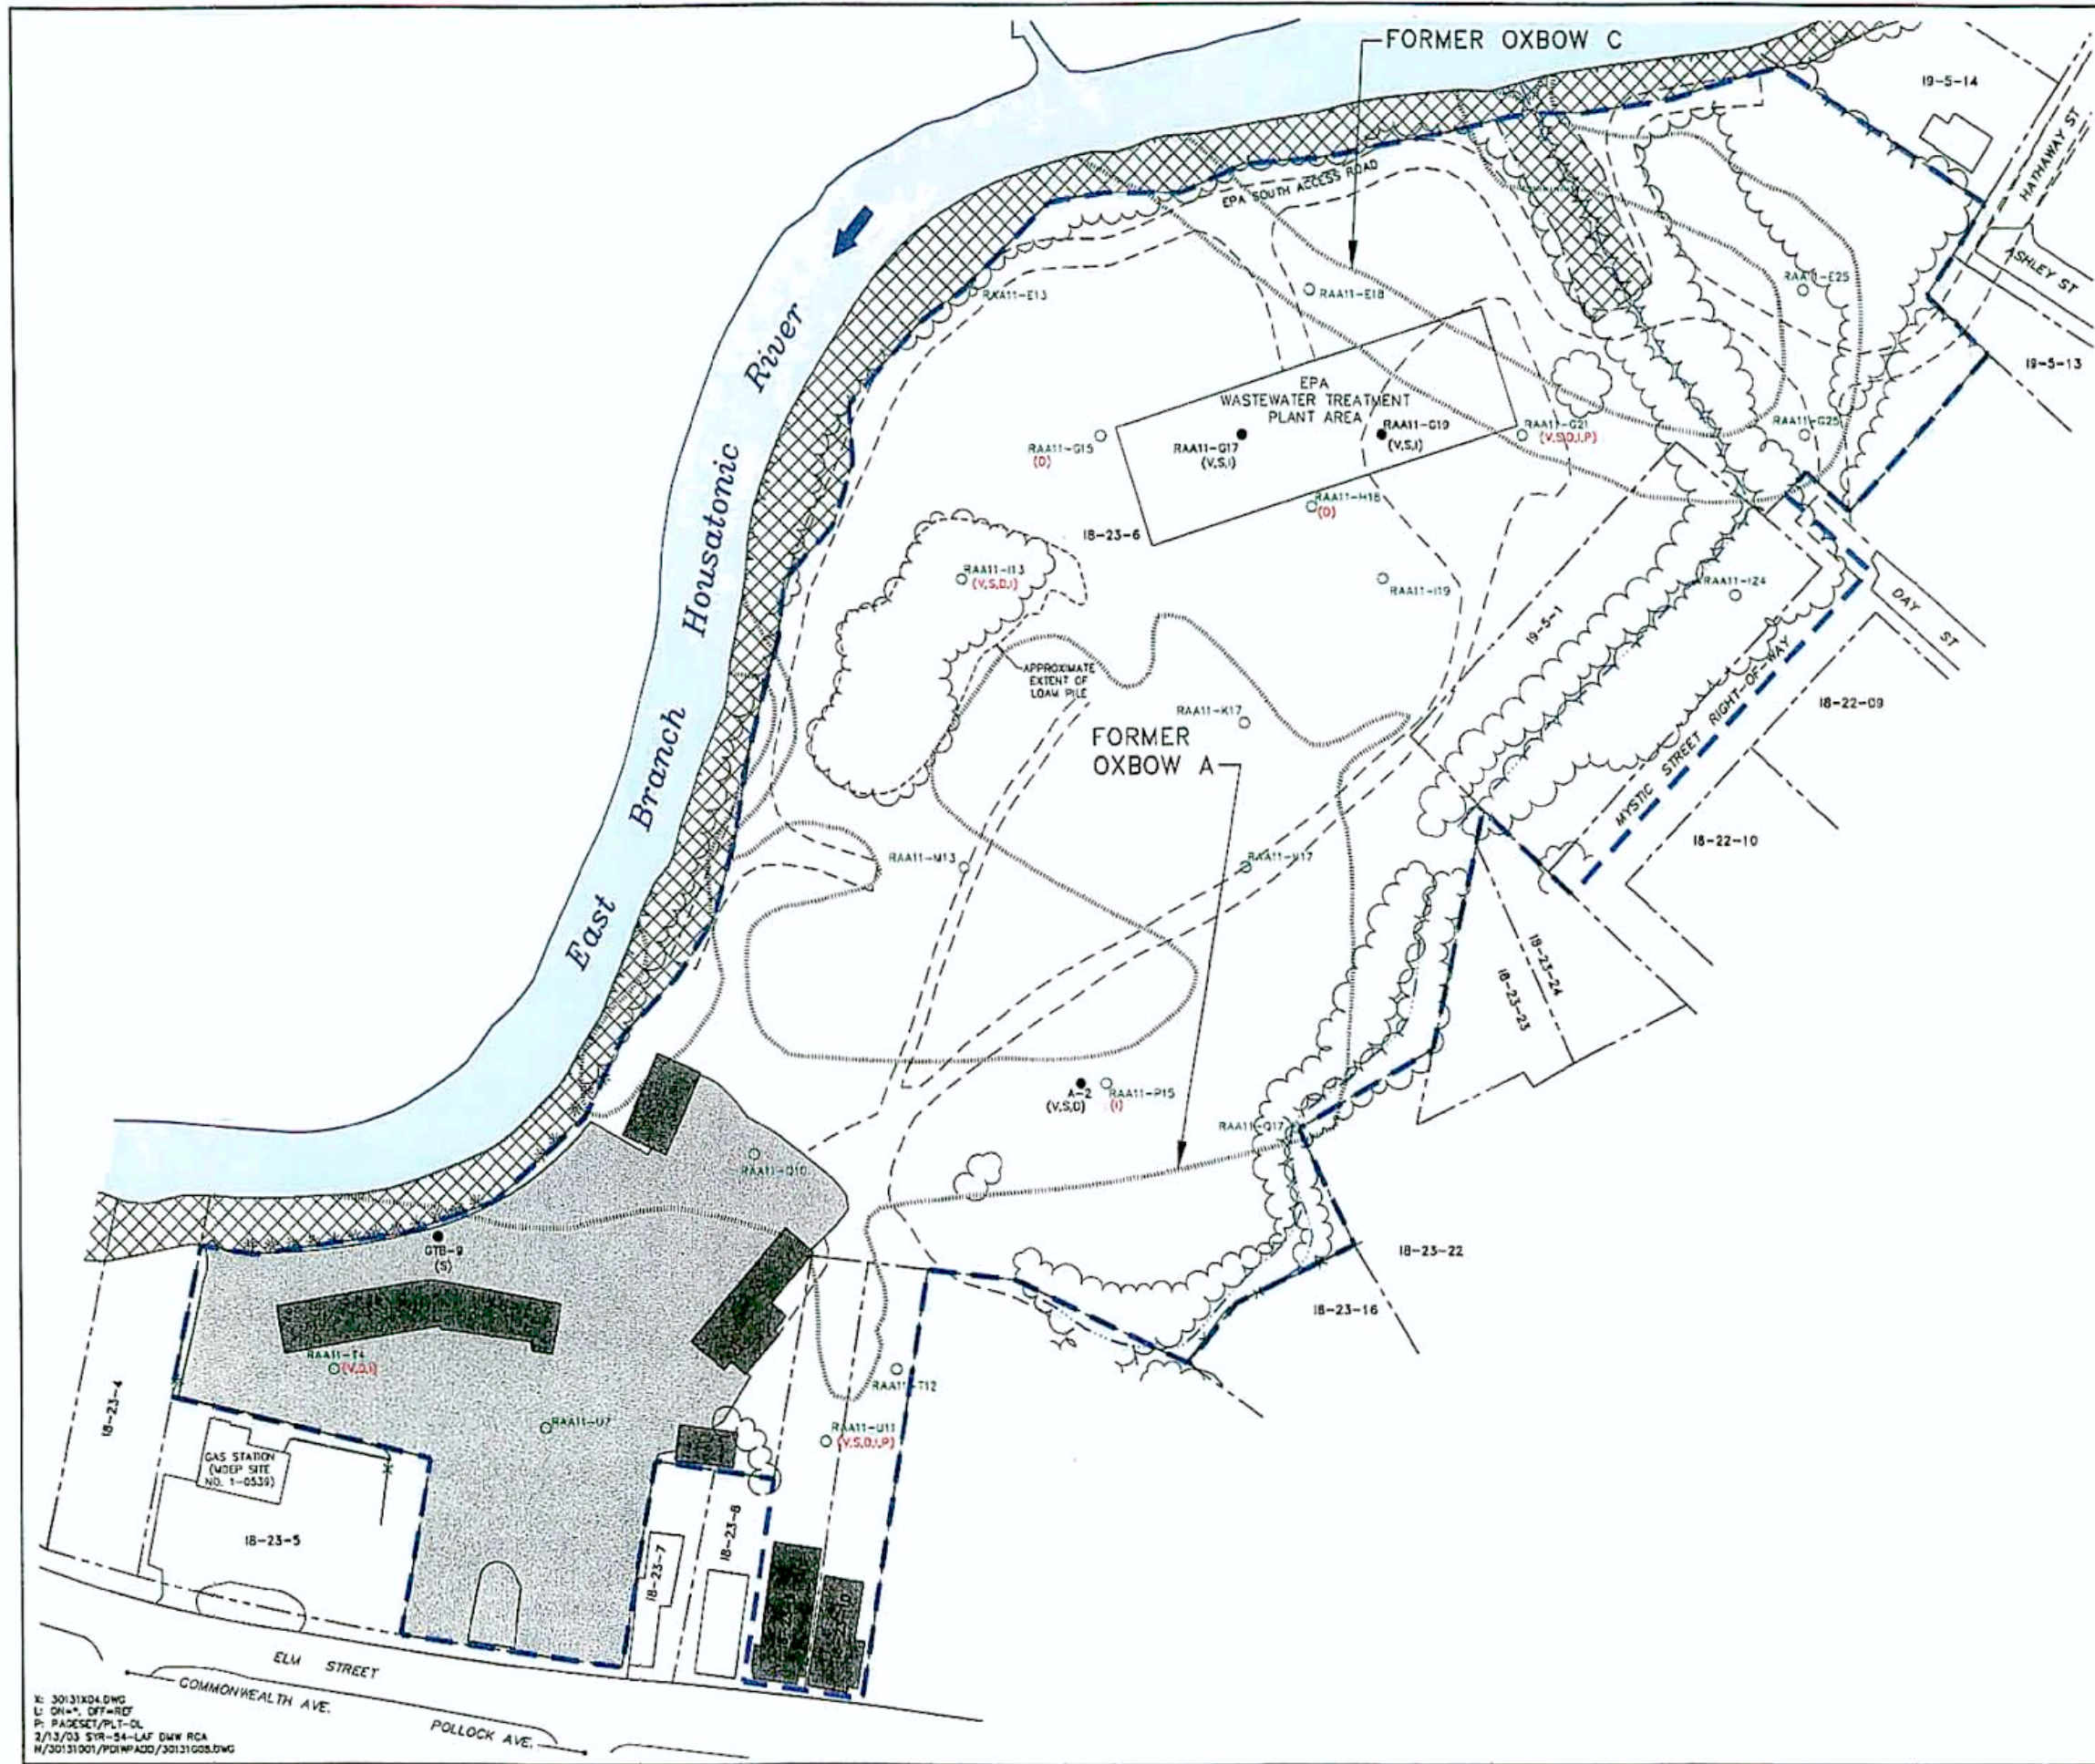 FORMER OXBOW C
19-5-14
HATHAWAY ST
ASHLEY ST
19-5-13
EPA SOUTH ACCESS ROAD
RAA11-E13
RAA11-E18
RAA11-E25
East Branch Housatonic River
EPA
WASTEWATER TREATMENT
PLANT AREA
RAA11-G15
(D)
RAA11-G17
(V,S,I)
RAA11-G19
(V,S,I)
RAA11-G21
(V,S,D,I,P)
RAA11-G25
RAA11-H18
(D)
18-23-6
RAA11-I13
(V,S,D,I)
RAA11-I19
RAA11-I24
19-5-1
DAY ST
MYSTIC STREET RIGHT-OF-WAY
18-22-09
18-22-10
APPROXIMATE
EXTENT OF
LOAM PILE
RAA11-K17
FORMER
OXBOW A
RAA11-M13
RAA11-M17
18-23-24
18-23-23
A-2
(V,S,D)
RAA11-P15
(I)
RAA11-Q17
RAA11-Q10
18-23-22
18-23-16
GTB-9
(S)
RAA11-T4
(V,D,I)
RAA11-T12
RAA11-U7
RAA11-U11
(V,S,D,I,P)
18-23-4
GAS STATION
(MDEP SITE
NO. 1-0539)
18-23-5
18-23-7
18-23-8
ELM STREET
COMMONWEALTH AVE.
POLLOCK AVE.
X: 30131X04.DWG
L: ON=*, OFF=REF
P: PAGESET/PLT-DL
2/13/03 SYR-54-LAF DMW RCA
N/30131001/PDIWPADD/30131G08.DWG